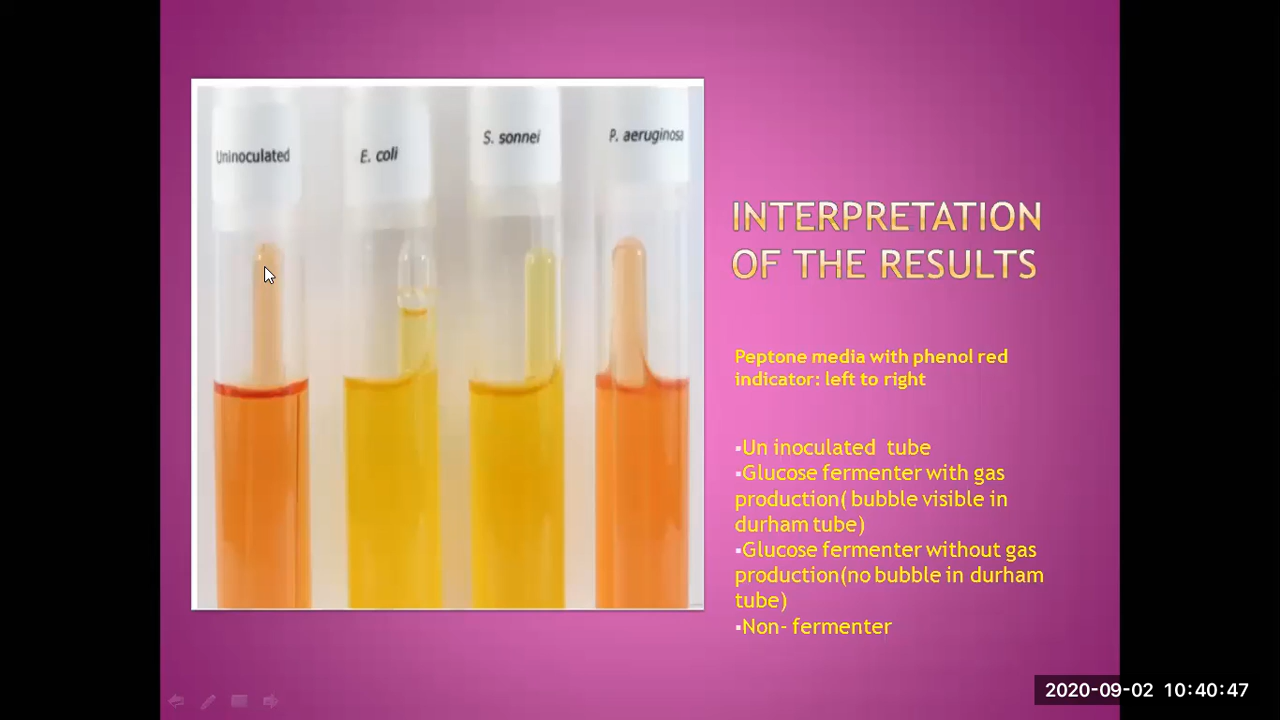 Uninoculated
E. coli
S. sonnei
P. aeruginosa
INTERPRETATION
OF THE RESULTS
Peptone media with phenol red
indicator: left to right
▪Un inoculated tube
▪Glucose fermenter with gas
production( bubble visible in
durham tube)
▪Glucose fermenter without gas
production(no bubble in durham
tube)
▪Non- fermenter
2020-09-02 10:40:47